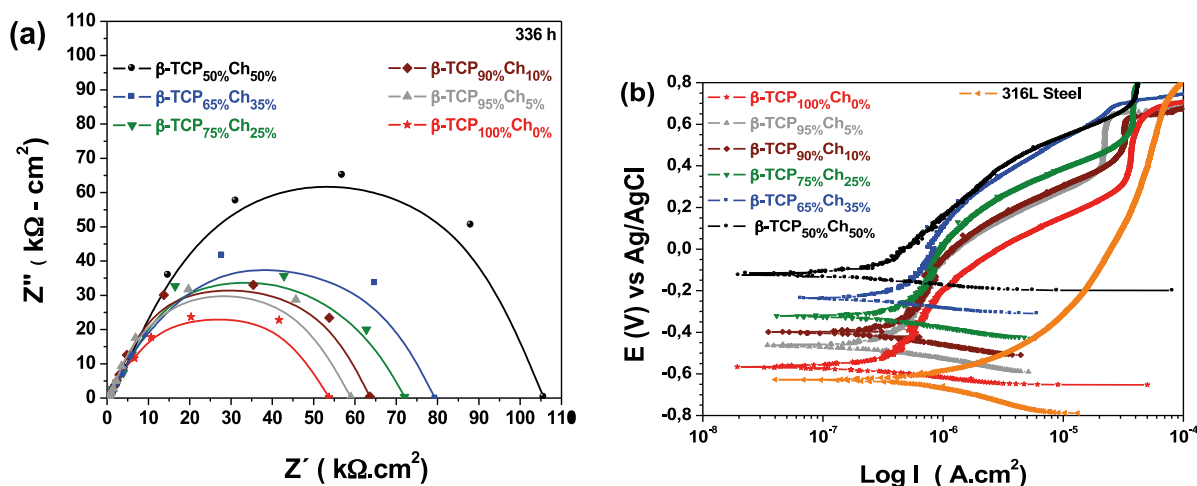 (a)
336 h
β-TCP50%Ch50%
β-TCP65%Ch35%
β-TCP75%Ch25%
β-TCP90%Ch10%
β-TCP95%Ch5%
β-TCP100%Ch0%
110
100
90
80
70
60
50
40
30
20
10
0
Z" ( kΩ - cm2)
0 10 20 30 40 50 60 70 80 90 100 110
Z´ ( kΩ.cm2)
(b)
β-TCP100%Ch0%
β-TCP95%Ch5%
β-TCP90%Ch10%
β-TCP75%Ch25%
β-TCP65%Ch35%
β-TCP50%Ch50%
316L Steel
0,8
0,6
0,4
0,2
0,0
-0,2
-0,4
-0,6
-0,8
E (V) vs Ag/AgCl
10-8 10-7 10-6 10-5 10-4
Log I ( A.cm2)